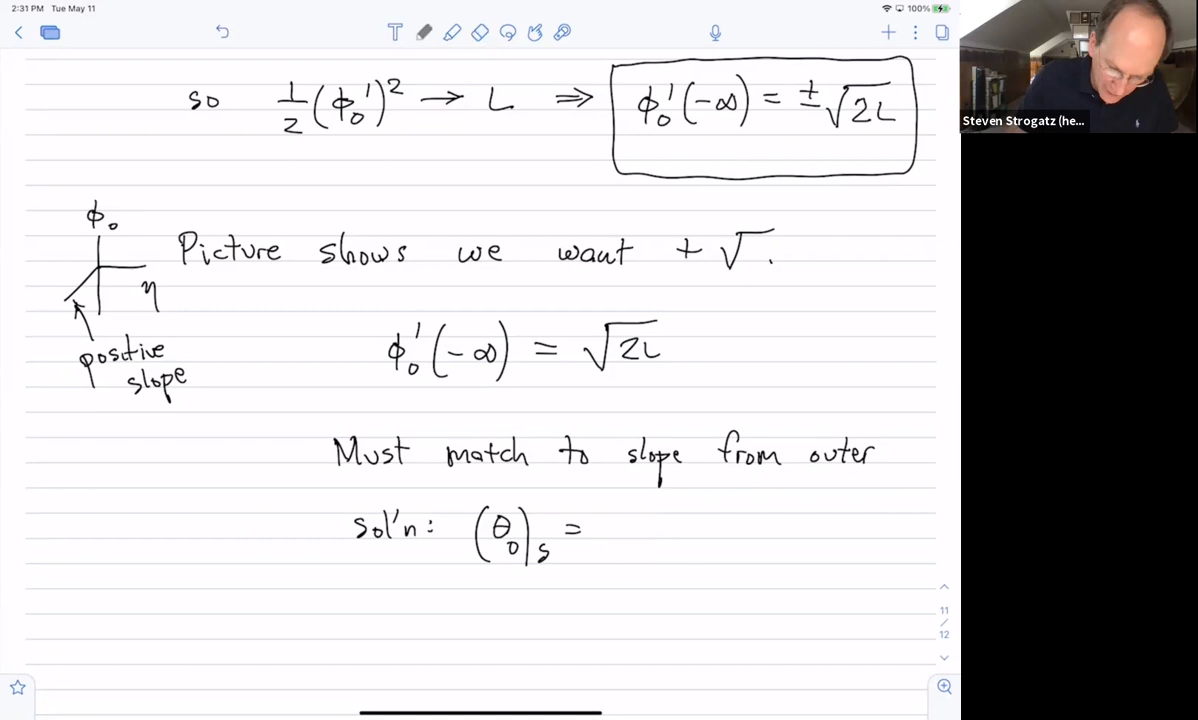 2:31 PM Tue May 11
100%
so ½(ϕ₀′)² → L ⇒ ϕ₀′(-∞) = ±√2L
ϕ₀
Picture shows we want + √ .
η
positive
slope
ϕ₀′(-∞) = √2L
Must match to slope from outer
sol'n: (θ₀)ₛ =
11
/
12
Steven Strogatz (he...